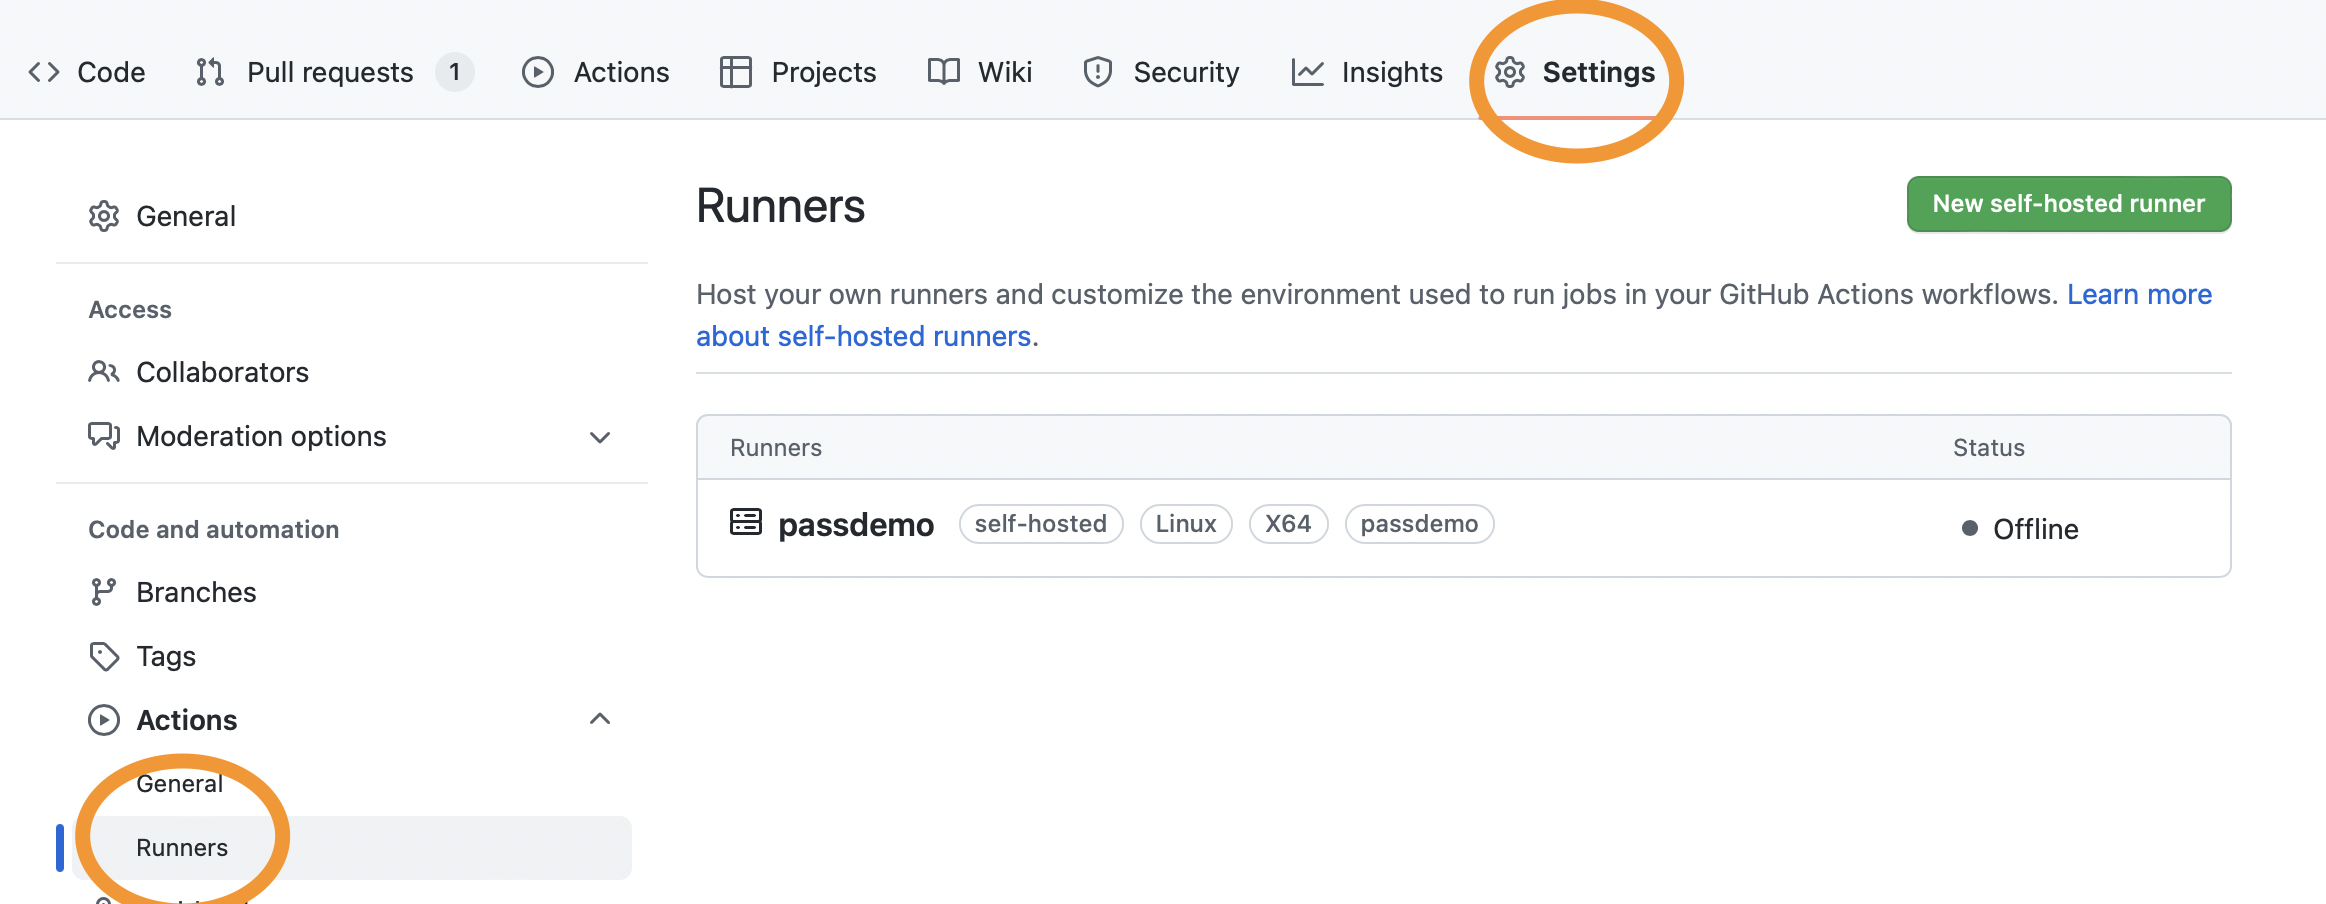 Code Pull requests 1 Actions Projects Wiki Security Insights Settings
General
Access
Collaborators
Moderation options
Code and automation
Branches
Tags
Actions
General
Runners
Runners
New self-hosted runner
Host your own runners and customize the environment used to run jobs in your GitHub Actions workflows. Learn more
about self-hosted runners.
Runners Status
passdemo self-hosted Linux X64 passdemo Offline